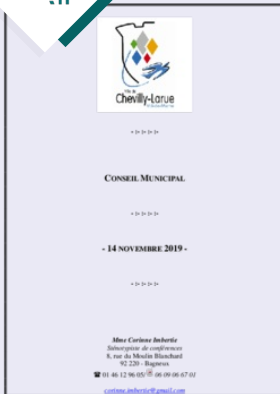 Ville de
Chevilly-Larue
CONSEIL MUNICIPAL
- 14 NOVEMBRE 2019 -
Mme Corinne Imbertie
Sténotypiste de conférences
8, rue du Moulin Blanchard
92 220 - Bagneux
☎ 01 46 12 96 05/ 06 09 06 67 01
corinne.imbertie@gmail.com